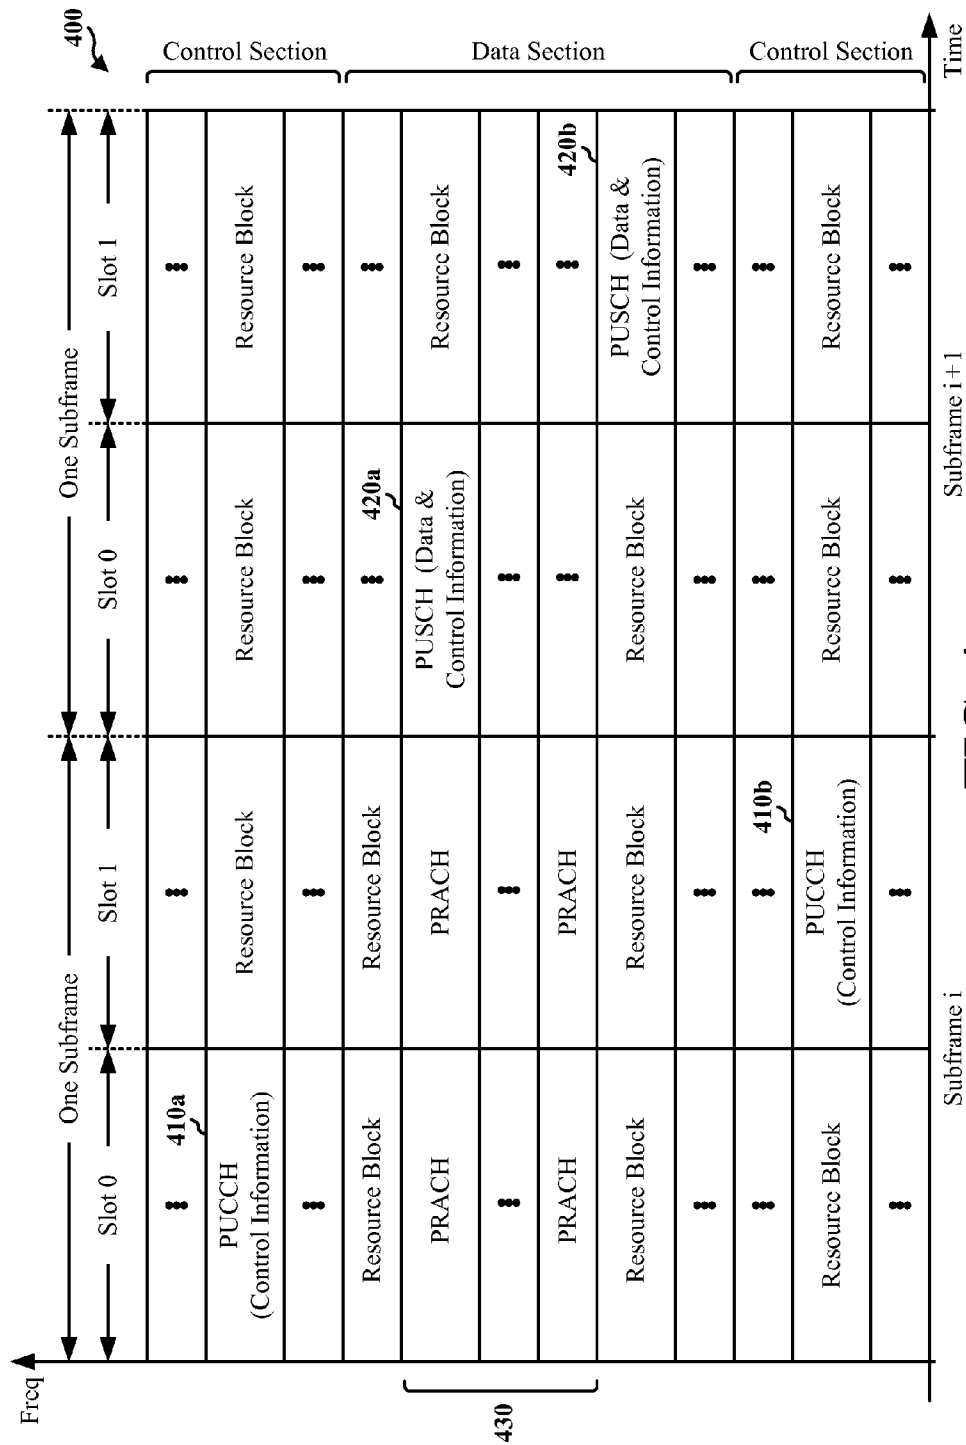 400
Freq
One Subframe
One Subframe
Slot 0
Slot 1
Slot 0
Slot 1
410a
Control Section
PUCCH
(Control Information)
Resource Block
Resource Block
Resource Block
Resource Block
Resource Block
420a
430
PRACH
PRACH
PUSCH (Data &
Control Information)
Resource Block
Data Section
PRACH
PRACH
420b
Resource Block
Resource Block
Resource Block
PUSCH (Data &
Control Information)
410b
Control Section
Resource Block
PUCCH
(Control Information)
Resource Block
Resource Block
Subframe i
Subframe i+1
Time